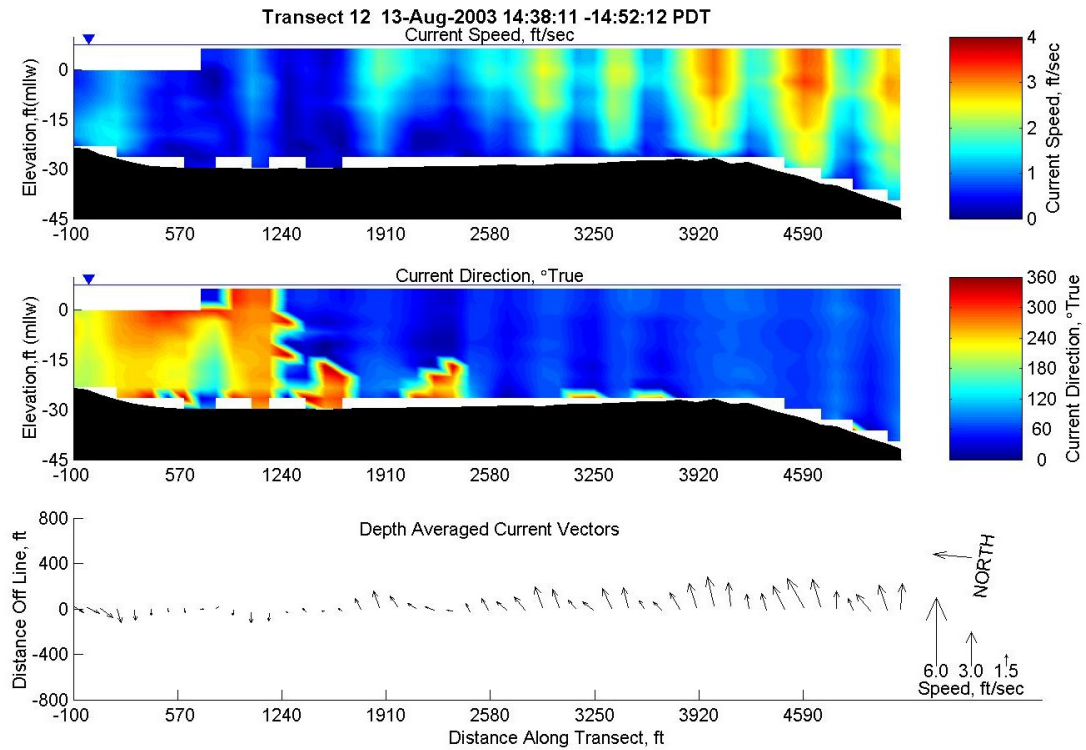 Transect 12  13-Aug-2003 14:38:11 -14:52:12 PDT
Current Speed, ft/sec
Elevation,ft(mllw)
0
-15
-30
-45
-100 570 1240 1910 2580 3250 3920 4590
4
3
2
1
0
Current Speed, ft/sec
Current Direction, °True
Elevation,ft (mllw)
0
-15
-30
-45
-100 570 1240 1910 2580 3250 3920 4590
360
300
240
180
120
60
0
Current Direction, °True
Depth Averaged Current Vectors
Distance Off Line, ft
800
400
0
-400
-800
-100 570 1240 1910 2580 3250 3920 4590
Distance Along Transect, ft
NORTH
6.0 3.0 1.5
Speed, ft/sec